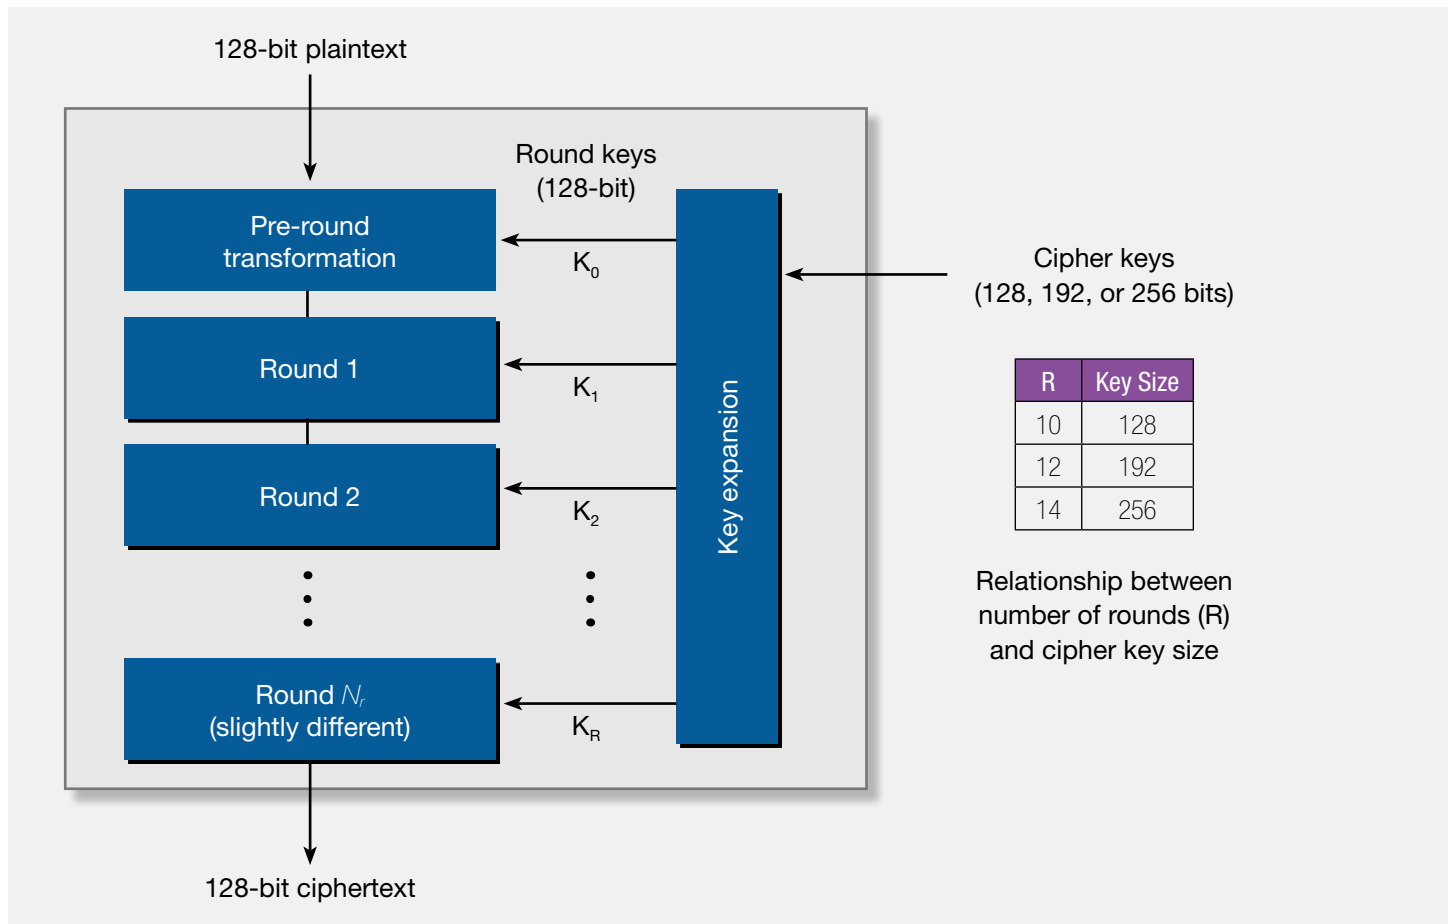 128-bit plaintext
Round keys
(128-bit)
Pre-round
transformation
K₀
Cipher keys
(128, 192, or 256 bits)
Round 1
K₁
Key expansion
R Key Size
10 128
12 192
14 256
Round 2
K₂
Relationship between
number of rounds (R)
and cipher key size
Round Nᵣ
(slightly different)
K_R
128-bit ciphertext